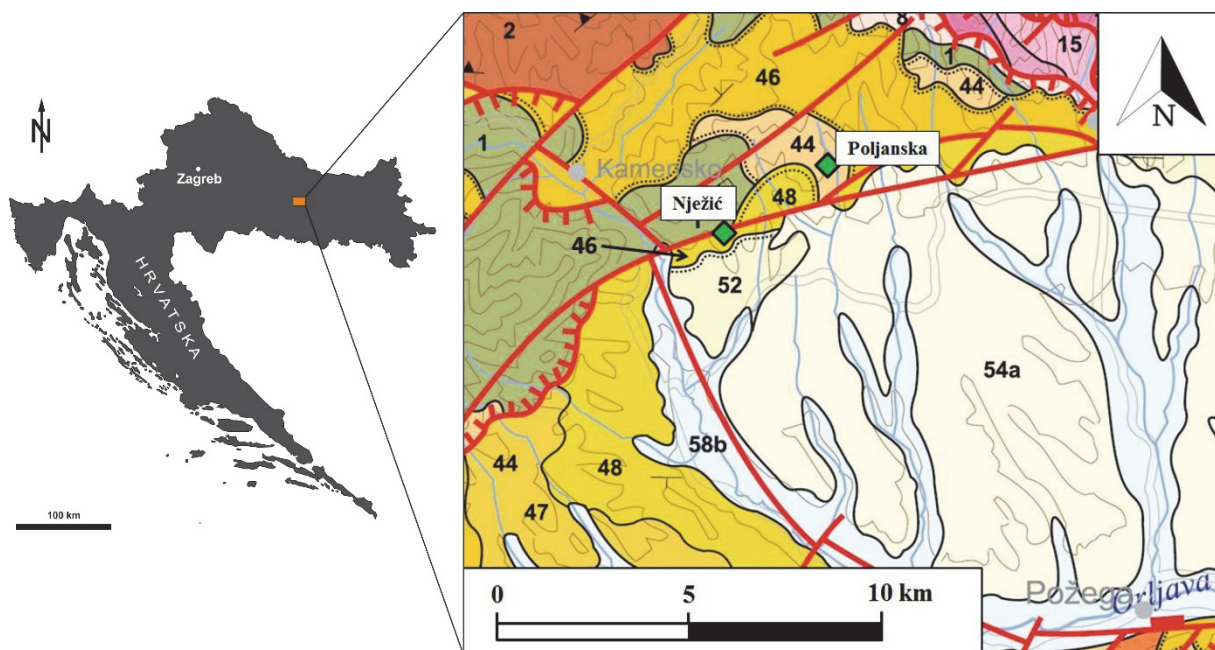 N
Zagreb
HRVATSKA
100 km
2
8
15
1
46
44
1
44
Poljanska
Kamensko
Nježić
48
46
52
54a
58b
44
48
47
N
0 5 10 km
Požega
Orljava